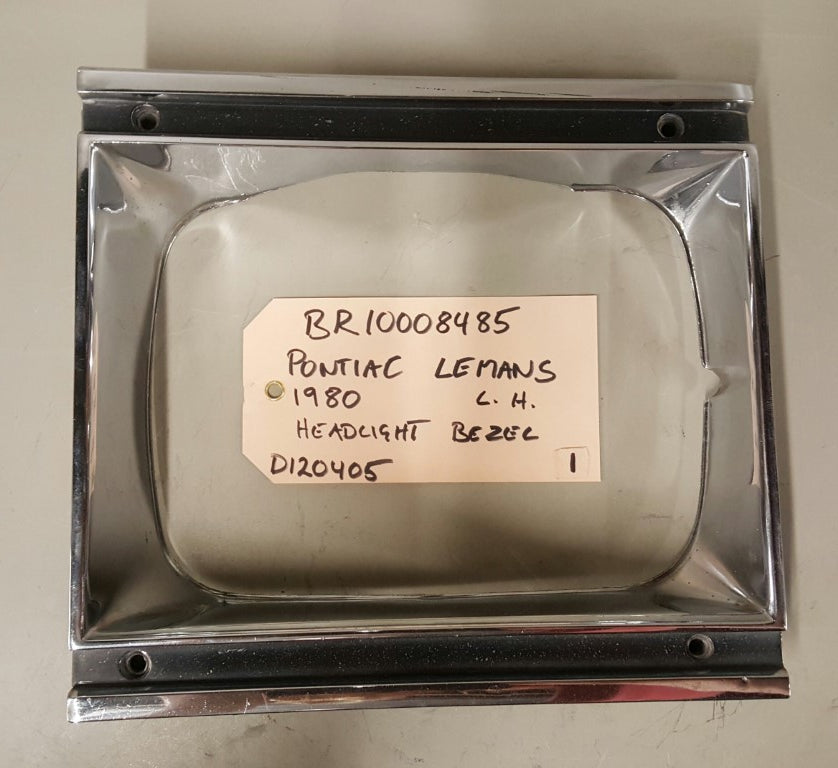 BR10008485
PONTIAC LEMANS
1980 L.H.
HEADLIGHT BEZEL
D120405 1